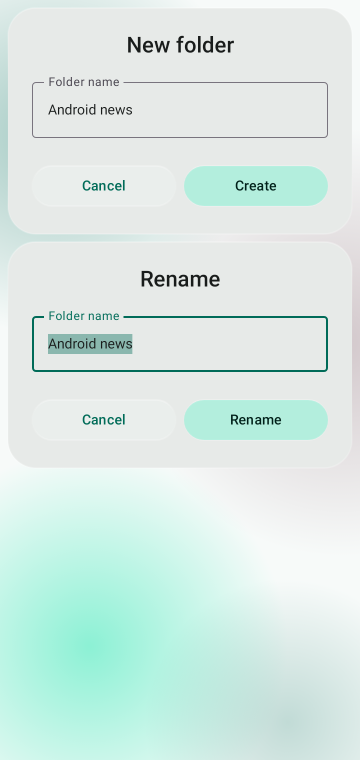 New folder
Folder name
Android news
Cancel
Create
Rename
Folder name
Android news
Cancel
Rename